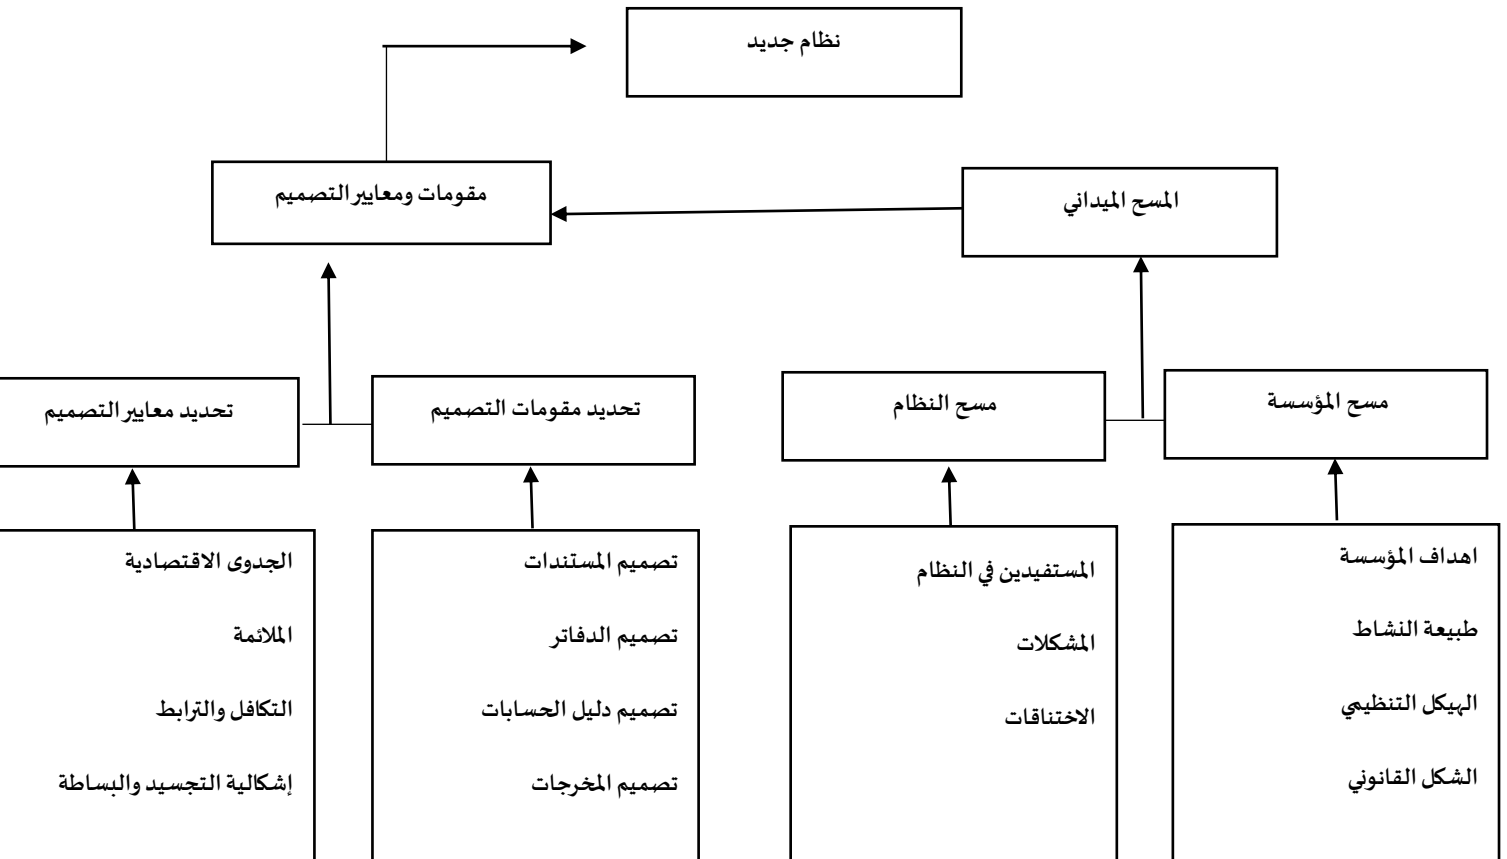 نظام جديد
المسح الميداني
مقومات ومعايير التصميم
مسح المؤسسة
مسح النظام
تحديد مقومات التصميم
تحديد معايير التصميم
اهداف المؤسسة
طبيعة النشاط
الهيكل التنظيمي
الشكل القانوني
المستفيدين في النظام
المشكلات
الاختناقات
تصميم المستندات
تصميم الدفاتر
تصميم دليل الحسابات
تصميم المخرجات
الجدوى الاقتصادية
الملائمة
التكافل والترابط
إشكالية التجسيد والبساطة